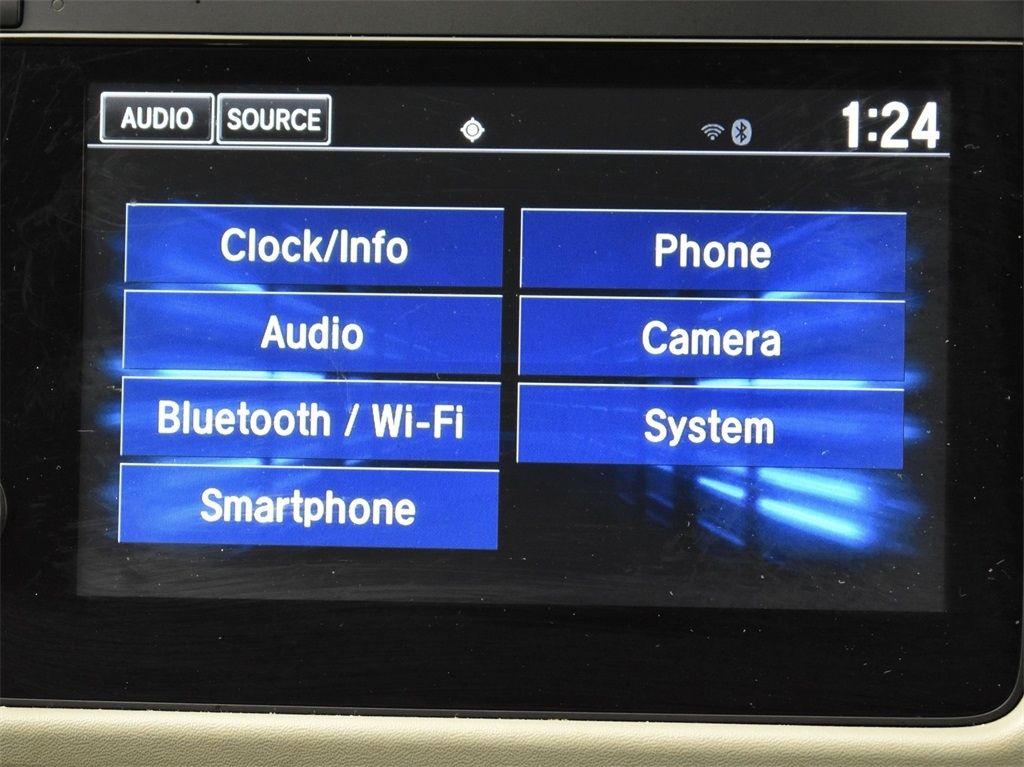 AUDIO SOURCE 1:24
Clock/Info
Phone
Audio
Camera
Bluetooth / Wi-Fi
System
Smartphone